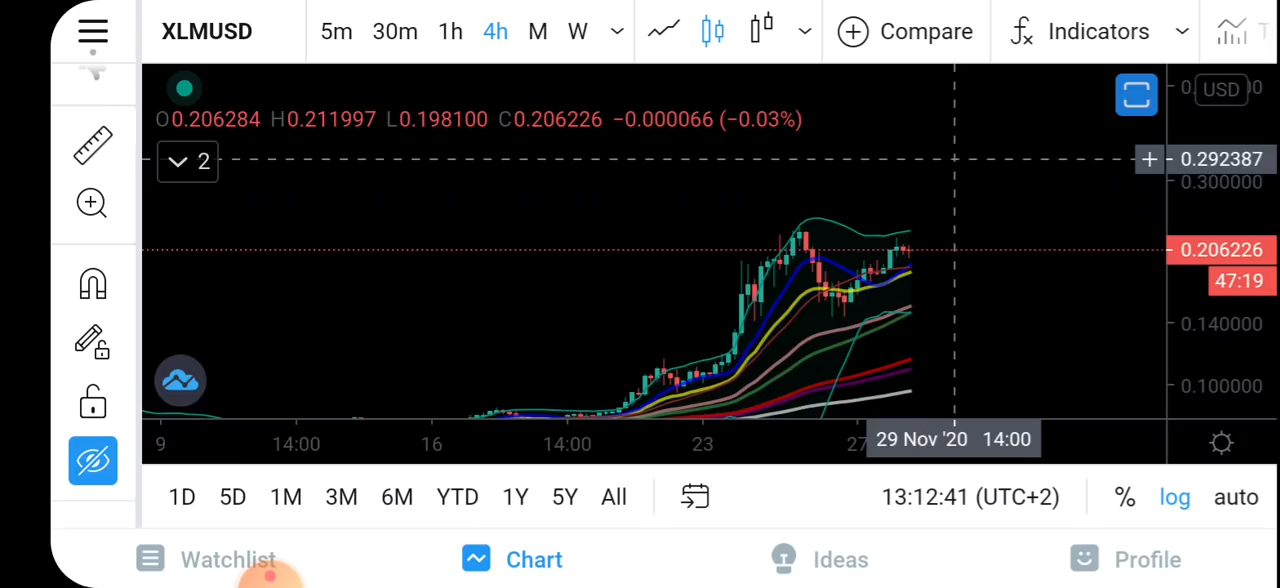 XLMUSD 5m 30m 1h 4h M W Compare Indicators
O0.206284 H0.211997 L0.198100 C0.206226 −0.000066 (−0.03%)
USD
2
0.292387
0.300000
0.206226
47:19
0.140000
0.100000
9 14:00 16 14:00 23 27 29 Nov '20 14:00
1D 5D 1M 3M 6M YTD 1Y 5Y All 13:12:41 (UTC+2) % log auto
Watchlist Chart Ideas Profile